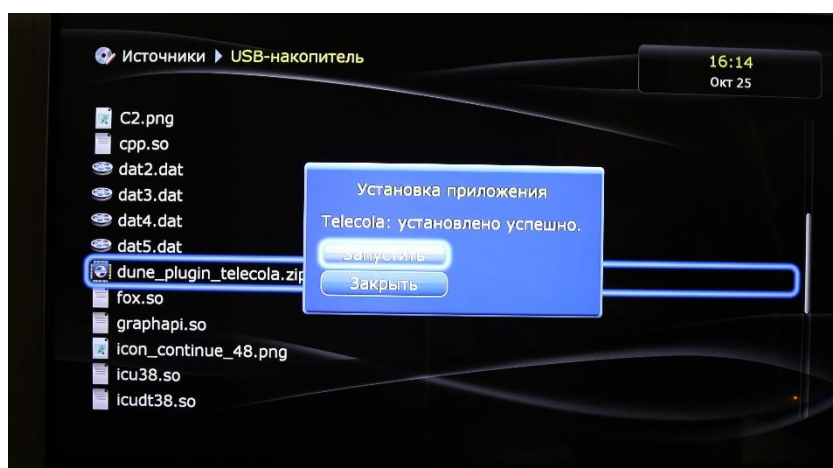 Источники USB-накопитель
16:14
Окт 25
C2.png
cpp.so
dat2.dat
dat3.dat
dat4.dat
dat5.dat
dune_plugin_telecola.zip
fox.so
graphapi.so
icon_continue_48.png
icu38.so
icudt38.so
Установка приложения
Telecola: установлено успешно.
Запустить
Закрыть